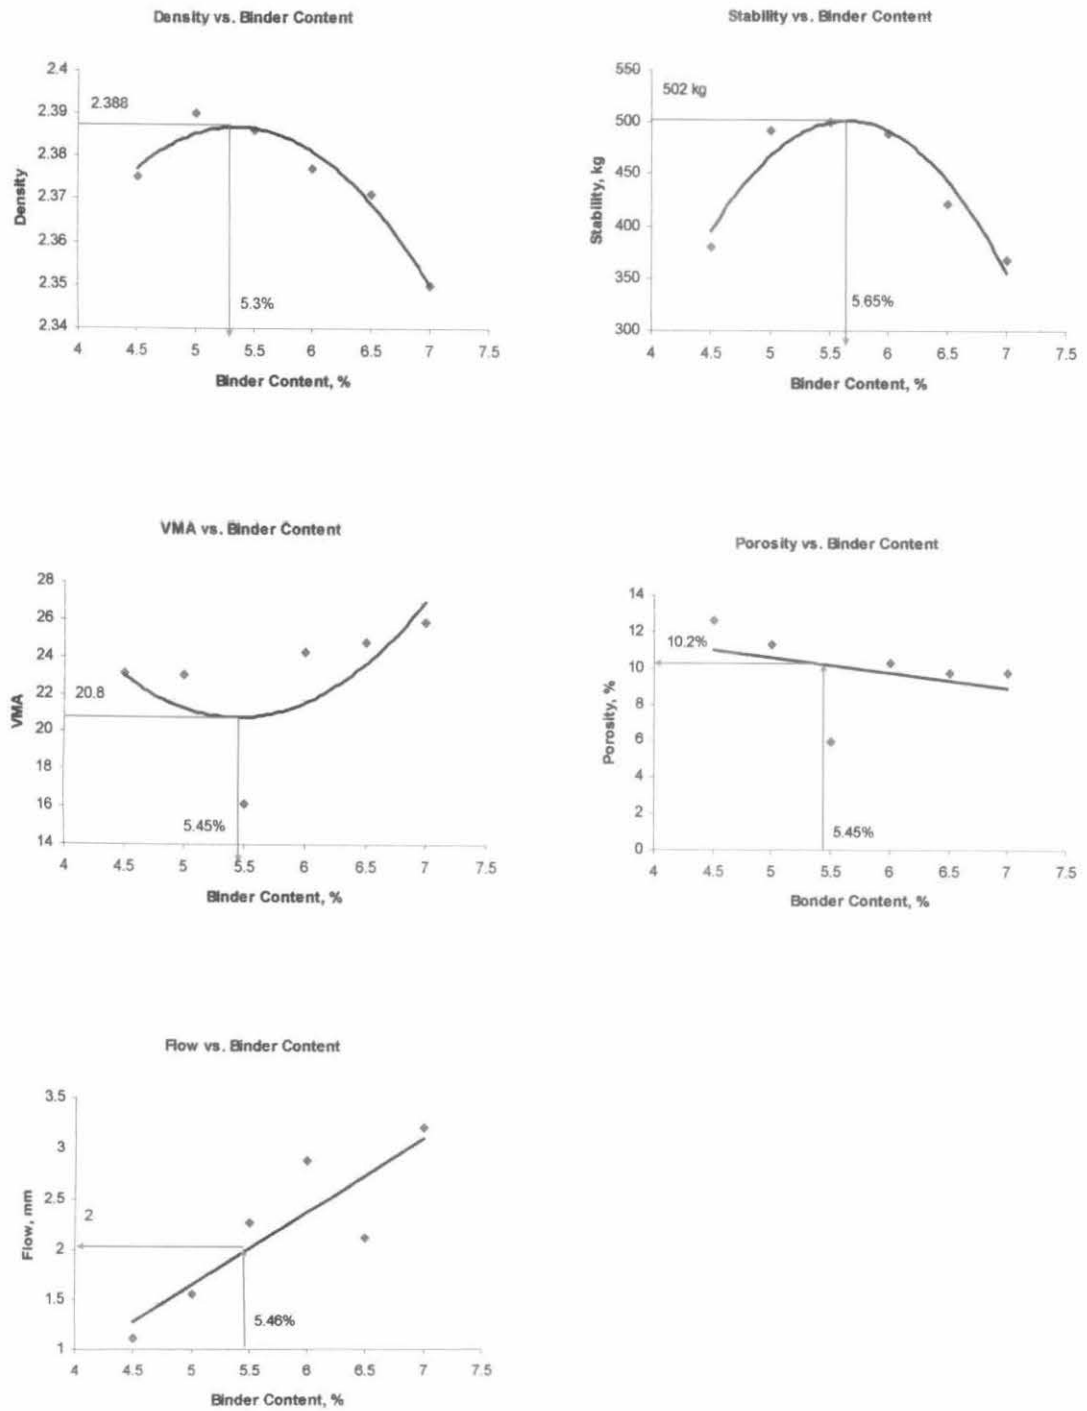 Density vs. Binder Content
2.4
2.39
2.38
2.37
2.36
2.35
2.34
2.388
5.3%
Density
4 4.5 5 5.5 6 6.5 7 7.5
Binder Content, %
Stability vs. Binder Content
550
500
450
400
350
300
502 kg
5.65%
Stability, kg
4 4.5 5 5.5 6 6.5 7 7.5
Binder Content, %
VMA vs. Binder Content
28
26
24
22
20
18
16
14
20.8
5.45%
VMA
4 4.5 5 5.5 6 6.5 7 7.5
Binder Content, %
Porosity vs. Binder Content
14
12
10
8
6
4
2
0
10.2%
5.45%
Porosity, %
4 4.5 5 5.5 6 6.5 7 7.5
Bonder Content, %
Flow vs. Binder Content
3.5
3
2.5
2
1.5
1
2
5.46%
Flow, mm
4 4.5 5 5.5 6 6.5 7 7.5
Binder Content, %